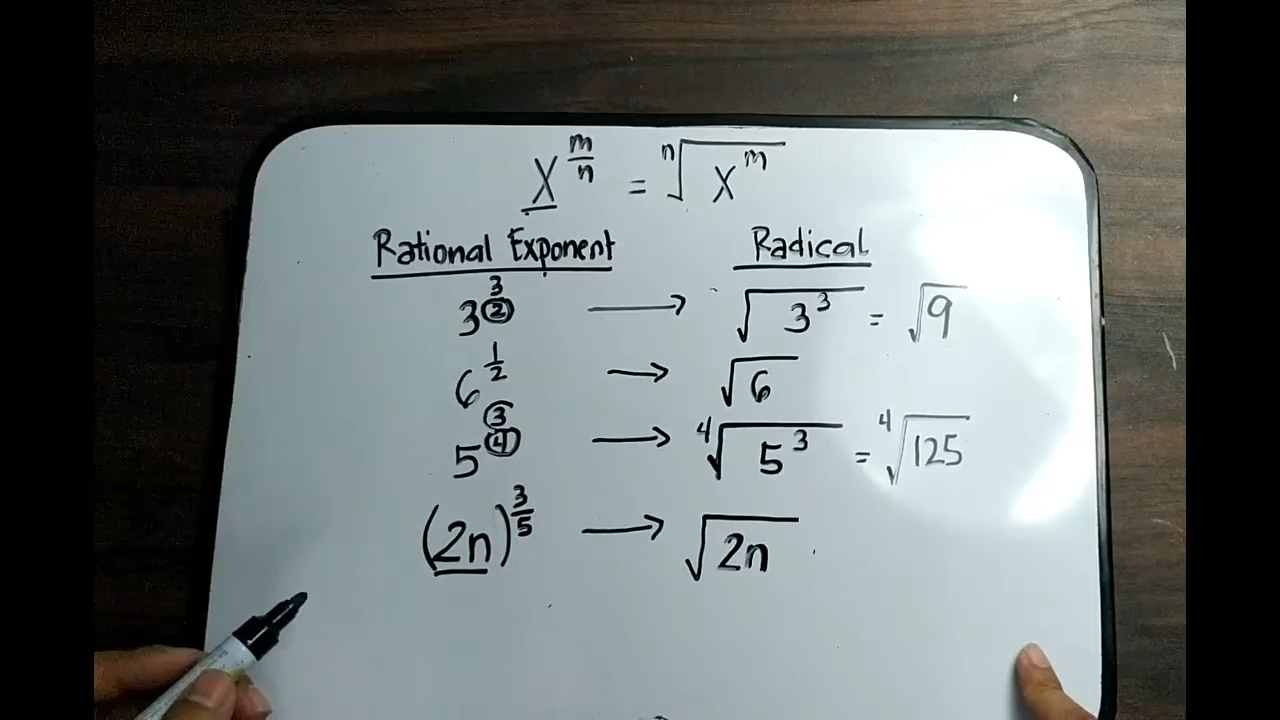 x^{m/n} = ⁿ√(x^m)
Rational Exponent Radical
3^{3/2} → √(3³) = √9
6^{1/2} → √6
5^{3/4} → ⁴√(5³) = ⁴√125
(2n)^{3/5} → √2n